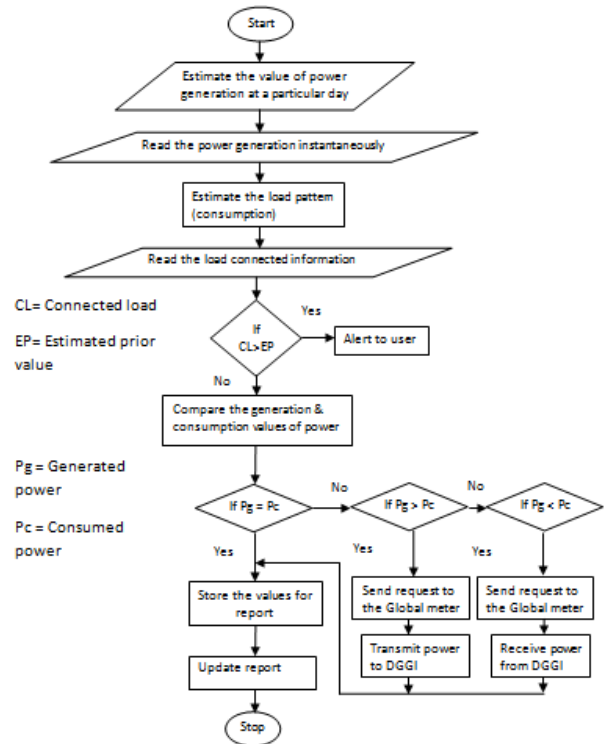 Start
Estimate the value of power
generation at a particular day
Read the power generation instantaneously
Estimate the load pattern
(consumption)
Read the load connected information
CL= Connected load
EP= Estimated prior
value
If
CL>EP
Yes
Alert to user
No
Compare the generation &
consumption values of power
Pg = Generated
power
Pc = Consumed
power
If Pg = Pc
No
If Pg > Pc
No
If Pg < Pc
Yes
Yes
Yes
Store the values for
report
Send request to
the Global meter
Send request to
the Global meter
Update report
Transmit power
to DGGI
Receive power
from DGGI
Stop